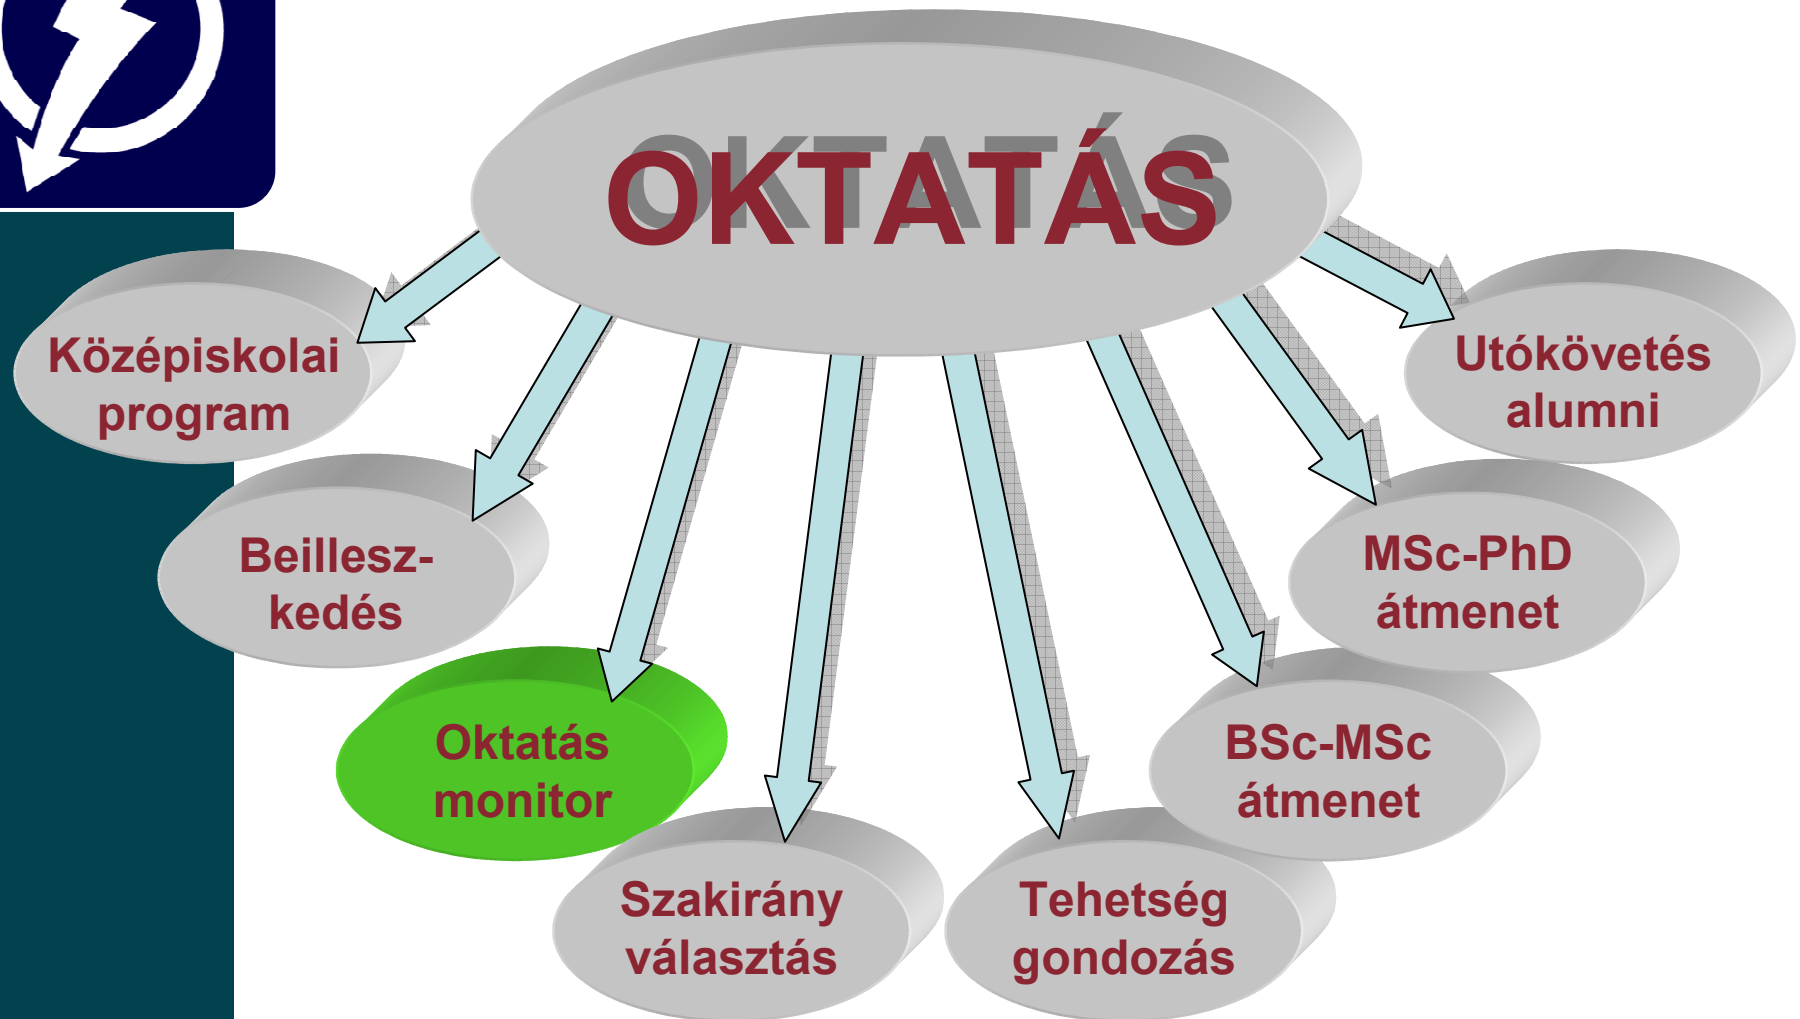 OKTATÁS
Középiskolai
program
Beillesz-
kedés
Oktatás
monitor
Szakirány
választás
Tehetség
gondozás
BSc-MSc
átmenet
MSc-PhD
átmenet
Utókövetés
alumni